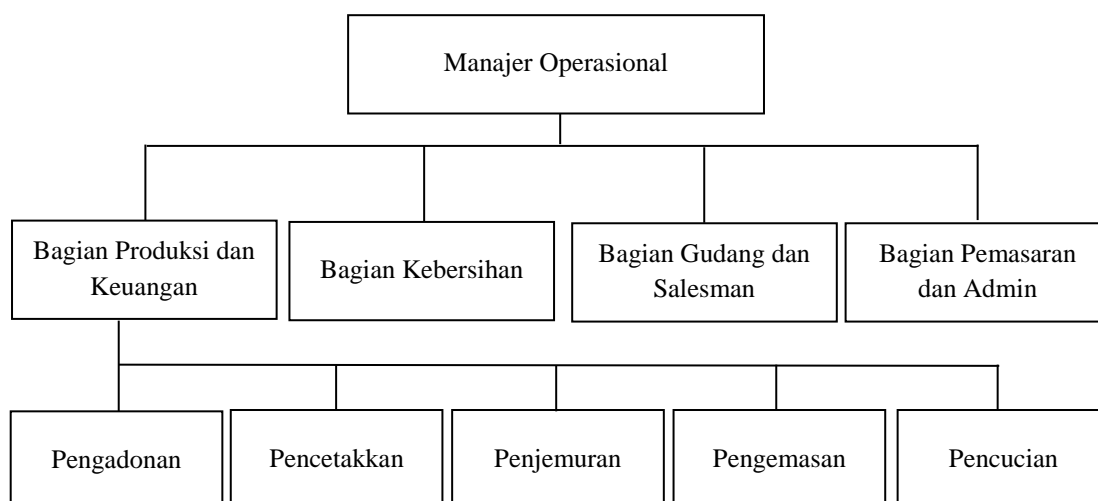 Manajer Operasional
Bagian Produksi dan
Keuangan
Bagian Kebersihan
Bagian Gudang dan
Salesman
Bagian Pemasaran
dan Admin
Pengadonan
Pencetakkan
Penjemuran
Pengemasan
Pencucian